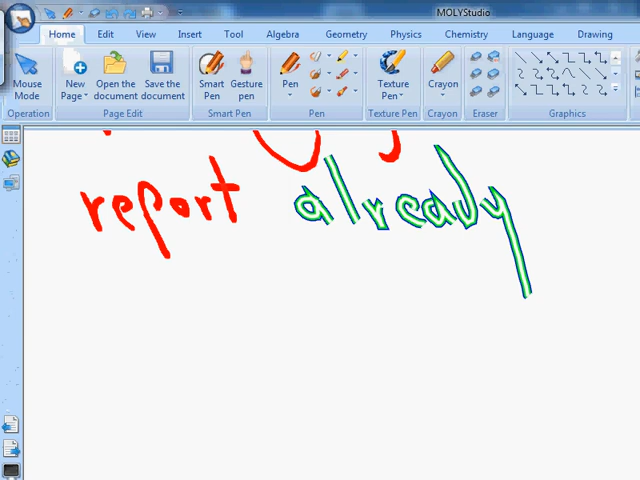 MOLYStudio
Home Edit View Insert Tool Algebra Geometry Physics Chemistry Language Drawing
Mouse Mode New Page Open the document Save the document Smart Pen Gesture pen Pen Texture Pen Crayon
Operation Page Edit Smart Pen Pen Texture Pen Crayon Eraser Graphics
report already